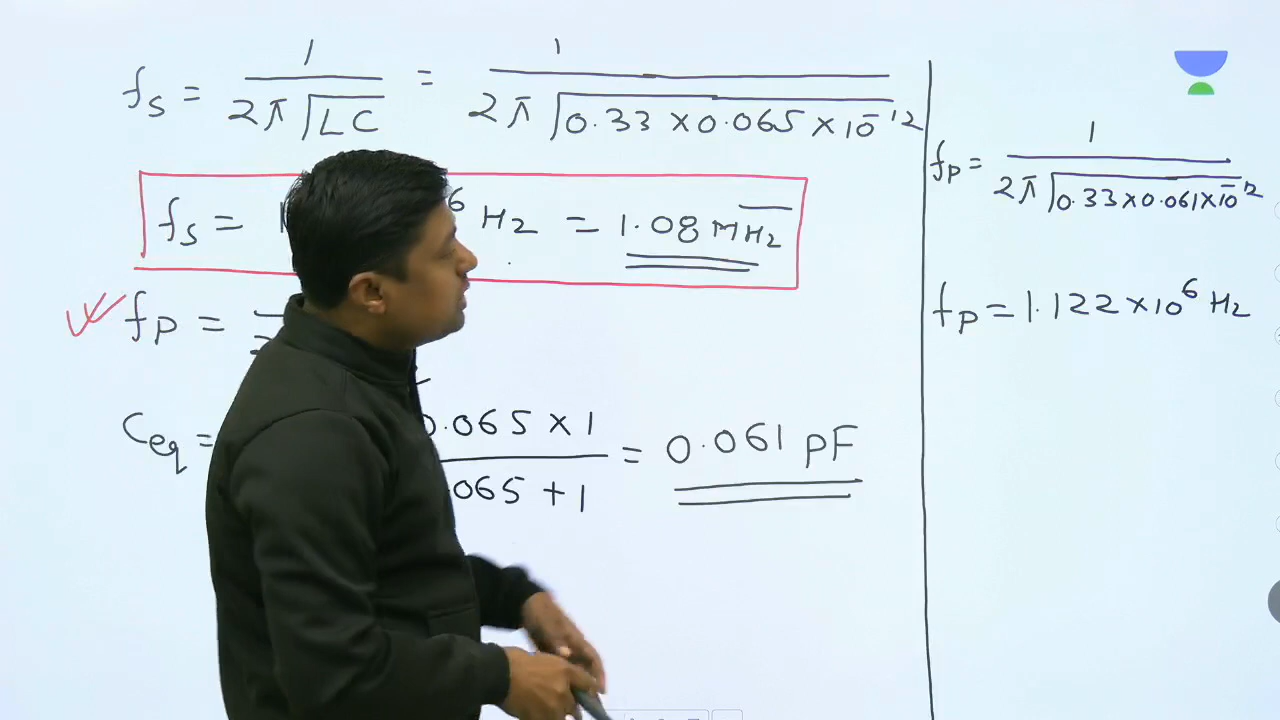 fs = 1 / 2π√LC = 1 / 2π√0.33 × 0.065 × 10⁻¹²
fs = 1 6 Hz = 1.08 MHz
fp =
Ceq = 0.065 × 1 / 065 + 1 = 0.061 pF
fp = 1 / 2π√0.33×0.061×10⁻¹²
fp = 1.122 × 10⁶ Hz